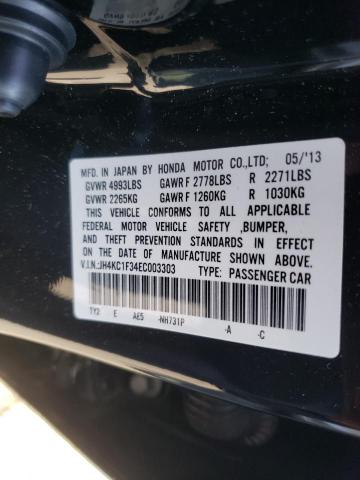 MFD. IN JAPAN BY HONDA MOTOR CO.,LTD; 05/'13
GVWR 4993LBS GAWR F 2778LBS R 2271LBS
GVWR 2265KG GAWR F 1260KG R 1030KG
THIS VEHICLE CONFORMS TO ALL APPLICABLE
FEDERAL MOTOR VEHICLE SAFETY ,BUMPER,
AND THEFT PREVENTION STANDARDS IN EFFECT
ON THE DATE OF MANUFACTURE SHOWN ABOVE.
V.I.N.:JH4KC1F34EC003303 TYPE: PASSENGER CAR
TY2 E AE5 -NH731P -A -C